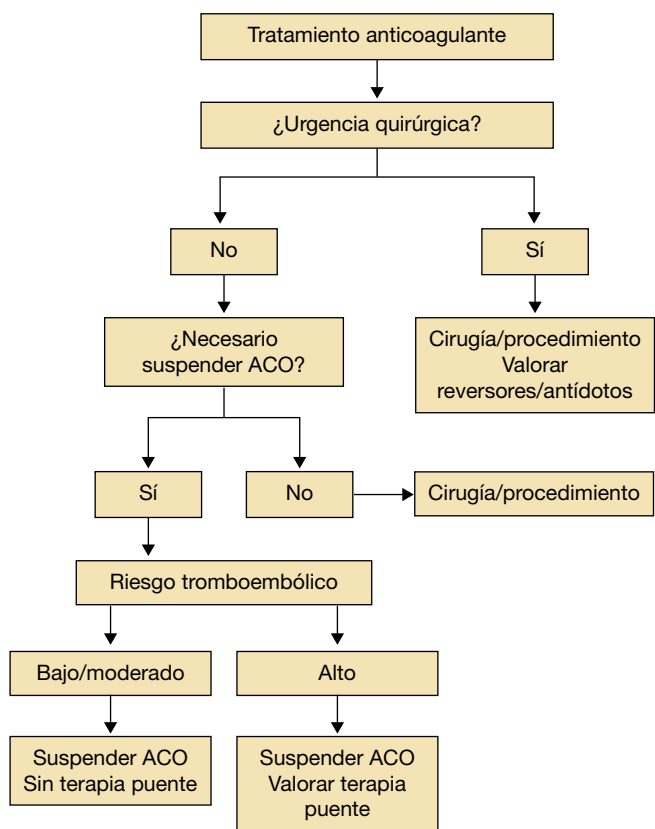 Tratamiento anticoagulante
¿Urgencia quirúrgica?
No
Sí
¿Necesario
suspender ACO?
Cirugía/procedimiento
Valorar
reversores/antídotos
Sí
No
Cirugía/procedimiento
Riesgo tromboembólico
Bajo/moderado
Alto
Suspender ACO
Sin terapia puente
Suspender ACO
Valorar terapia
puente